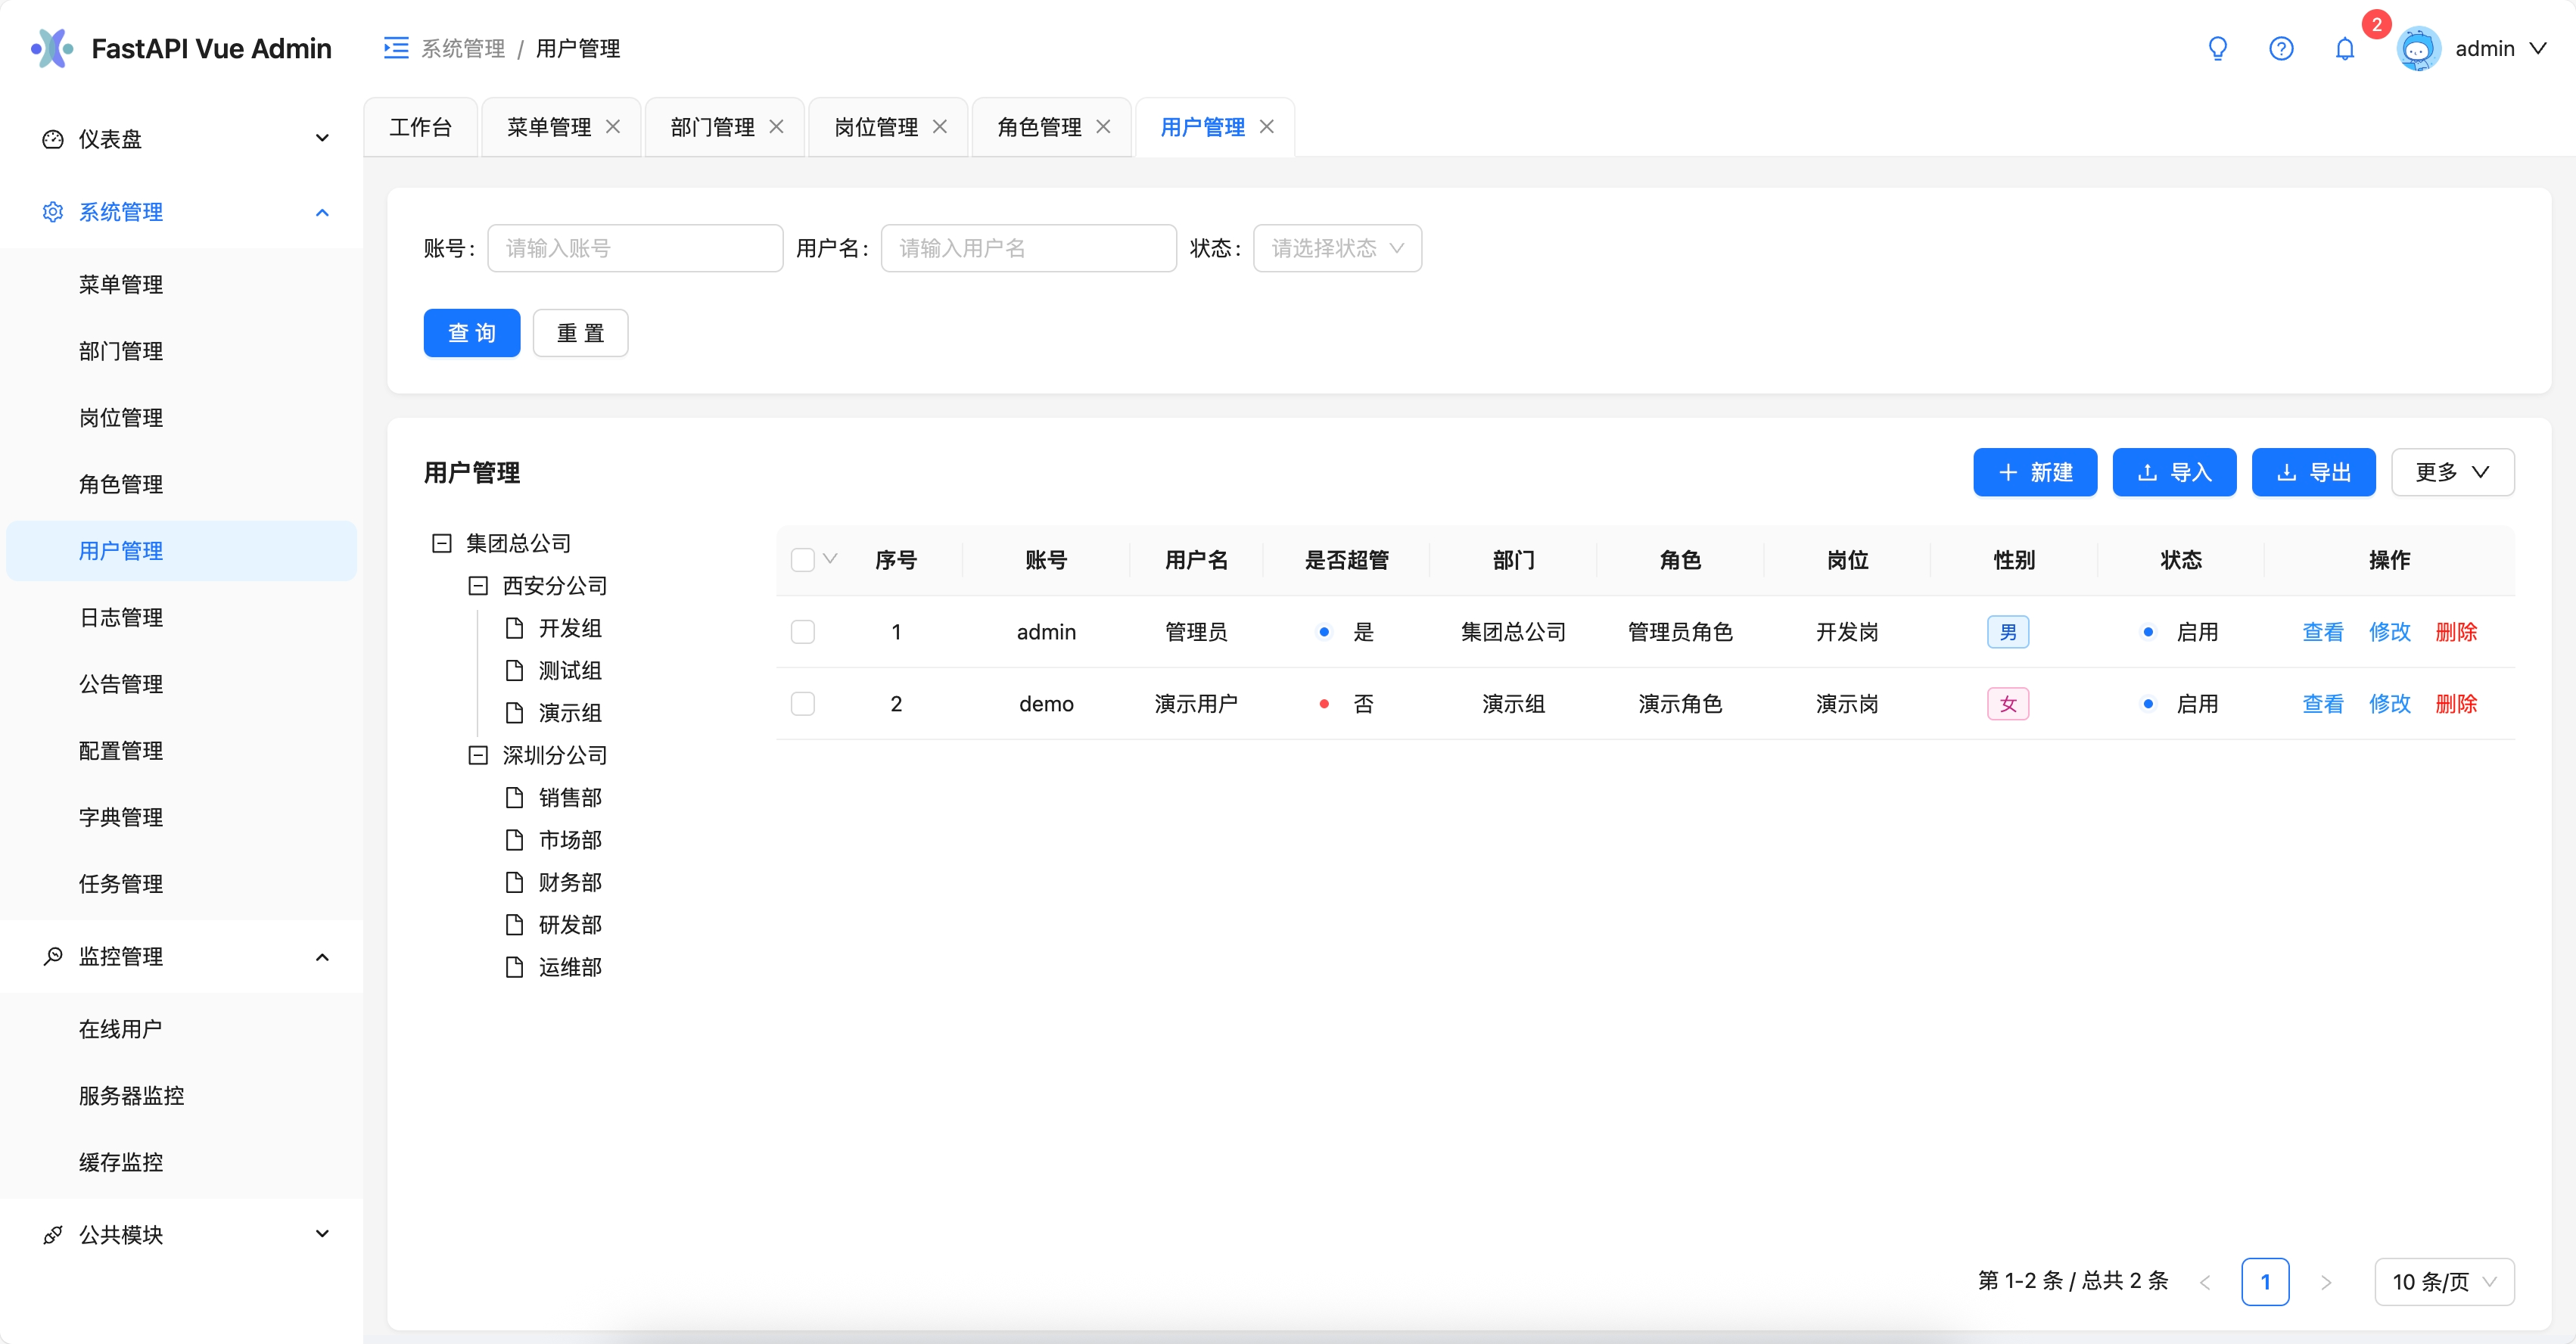 FastAPI Vue Admin
系统管理 / 用户管理
2
admin
仪表盘
系统管理
菜单管理
部门管理
岗位管理
角色管理
用户管理
日志管理
公告管理
配置管理
字典管理
任务管理
监控管理
在线用户
服务器监控
缓存监控
公共模块
工作台 菜单管理 部门管理 岗位管理 角色管理 用户管理
账号: 请输入账号 用户名: 请输入用户名 状态: 请选择状态
查 询 重 置
用户管理
新建 导入 导出 更多
集团总公司
西安分公司
开发组
测试组
演示组
深圳分公司
销售部
市场部
财务部
研发部
运维部
序号 账号 用户名 是否超管 部门 角色 岗位 性别 状态 操作
1 admin 管理员 是 集团总公司 管理员角色 开发岗 男 启用 查看 修改 删除
2 demo 演示用户 否 演示组 演示角色 演示岗 女 启用 查看 修改 删除
第 1-2 条 / 总共 2 条 < 1 > 10 条/页